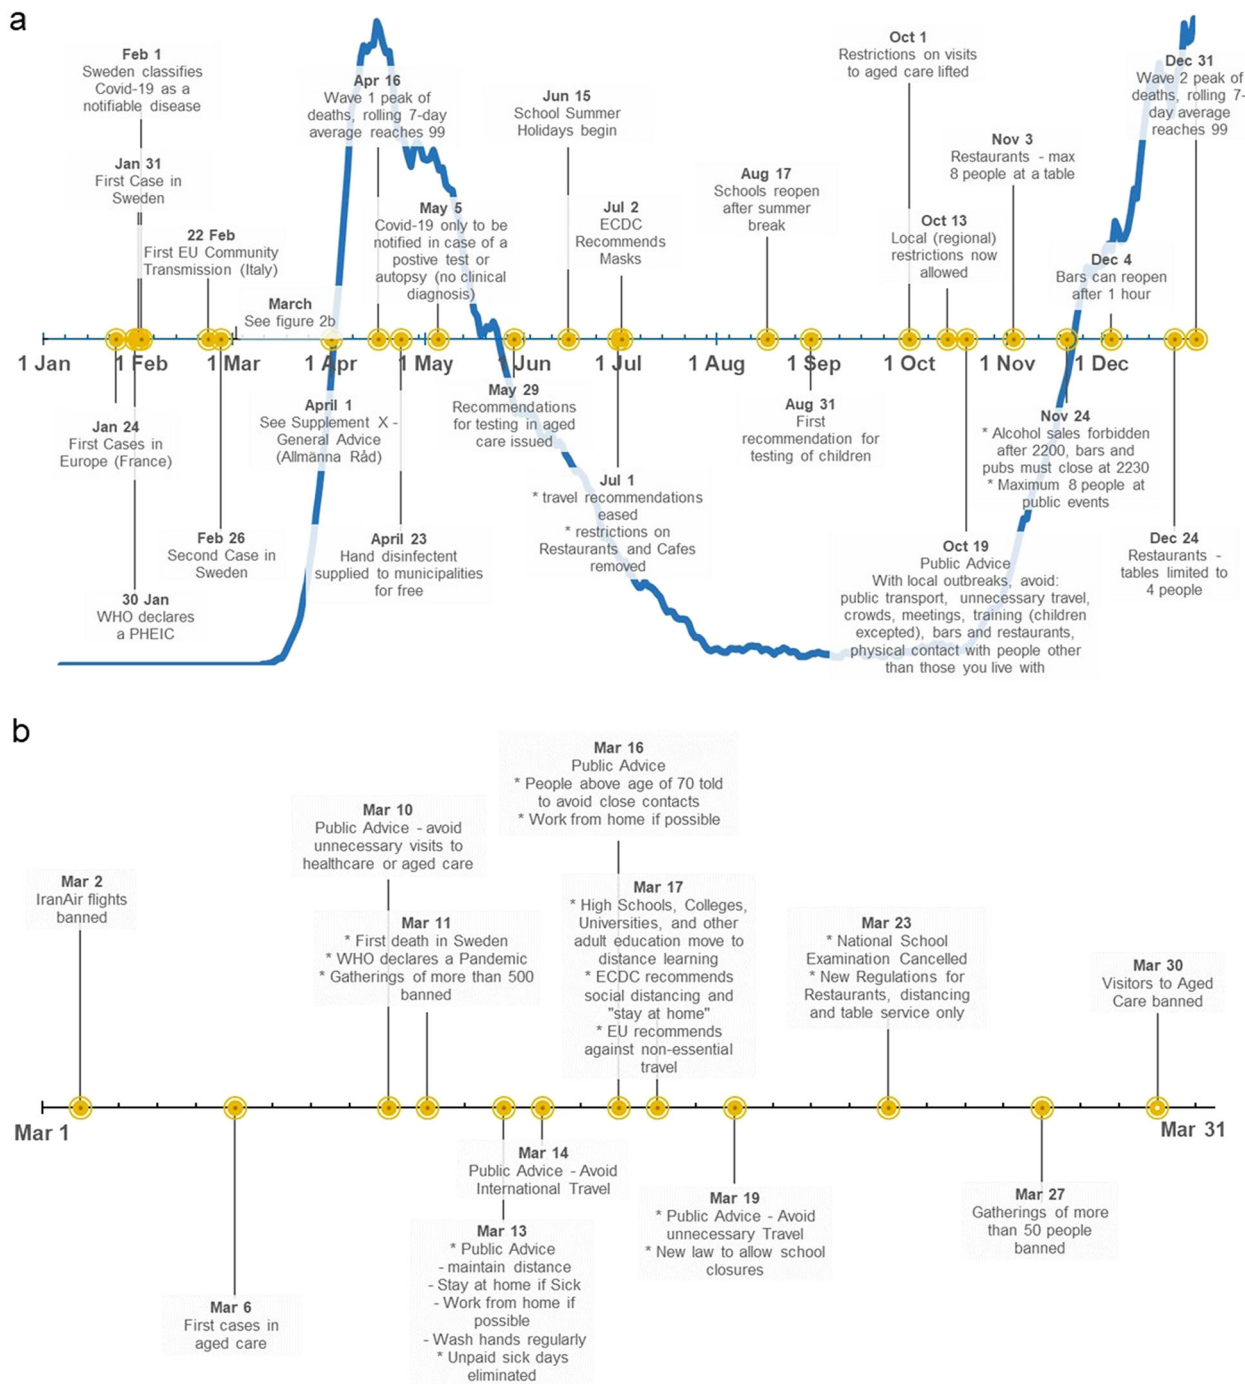 a
Feb 1
Sweden classifies
Covid-19 as a
notifiable disease
Jan 31
First Case in
Sweden
22 Feb
First EU Community
Transmission (Italy)
March
See figure 2b
Apr 16
Wave 1 peak of
deaths, rolling 7-day
average reaches 99
May 5
Covid-19 only to be
notified in case of a
postive test or
autopsy (no clinical
diagnosis)
Jun 15
School Summer
Holidays begin
Jul 2
ECDC
Recommends
Masks
Aug 17
Schools reopen
after summer
break
Oct 1
Restrictions on visits
to aged care lifted
Oct 13
Local (regional)
restrictions now
allowed
Nov 3
Restaurants - max
8 people at a table
Dec 4
Bars can reopen
after 1 hour
Dec 31
Wave 2 peak of
deaths, rolling 7-
day average
reaches 99
1 Jan
1 Feb
1 Mar
1 Apr
1 May
1 Jun
1 Jul
1 Aug
1 Sep
1 Oct
1 Nov
1 Dec
Jan 24
First Cases in
Europe (France)
30 Jan
WHO declares
a PHEIC
Feb 26
Second Case in
Sweden
April 1
See Supplement X -
General Advice
(Allmänna Råd)
April 23
Hand disinfectent
supplied to municipalities
for free
May 29
Recommendations
for testing in aged
care issued
Jul 1
* travel recommendations
eased
* restrictions on
Restaurants and Cafes
removed
Aug 31
First
recommendation for
testing of children
Oct 19
Public Advice
With local outbreaks, avoid:
public transport, unnecessary travel,
crowds, meetings, training (children
excepted), bars and restaurants,
physical contact with people other
than those you live with
Nov 24
* Alcohol sales forbidden
after 2200, bars and
pubs must close at 2230
* Maximum 8 people at
public events
Dec 24
Restaurants -
tables limited to
4 people
b
Mar 2
IranAir flights
banned
Mar 10
Public Advice - avoid
unnecessary visits to
healthcare or aged care
Mar 11
* First death in Sweden
* WHO declares a Pandemic
* Gatherings of more than 500
banned
Mar 16
Public Advice
* People above age of 70 told
to avoid close contacts
* Work from home if possible
Mar 17
* High Schools, Colleges,
Universities, and other
adult education move to
distance learning
* ECDC recommends
social distancing and
"stay at home"
* EU recommends
against non-essential
travel
Mar 23
* National School
Examination Cancelled
* New Regulations for
Restaurants, distancing
and table service only
Mar 30
Visitors to Aged
Care banned
Mar 1
Mar 31
Mar 6
First cases in
aged care
Mar 14
Public Advice - Avoid
International Travel
Mar 13
* Public Advice
- maintain distance
- Stay at home if Sick
- Work from home if
possible
- Wash hands regularly
* Unpaid sick days
eliminated
Mar 19
* Public Advice - Avoid
unnecessary Travel
* New law to allow school
closures
Mar 27
Gatherings of more
than 50 people
banned